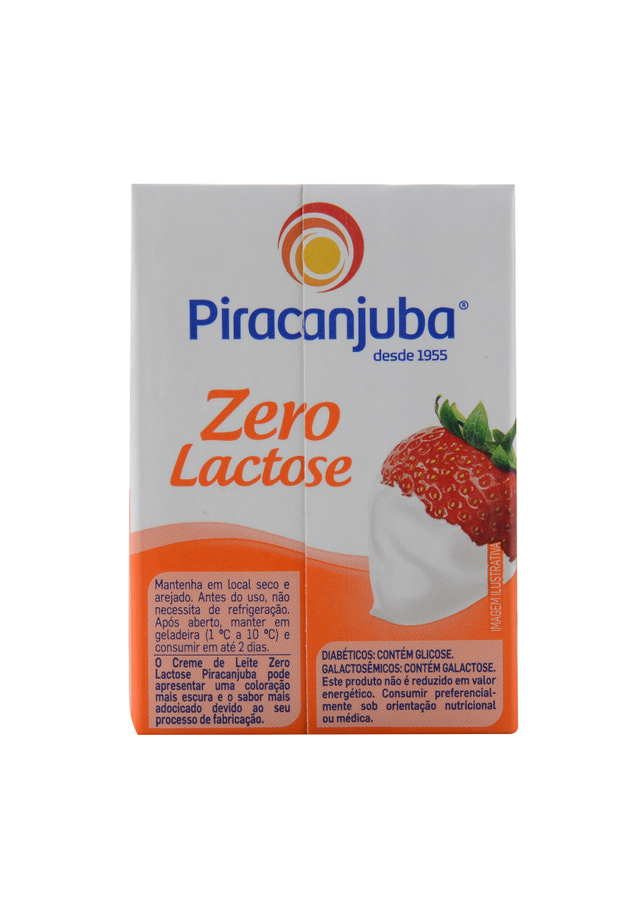 Piracanjuba®
desde 1955
Zero
Lactose
IMAGEM ILUSTRATIVA
Mantenha em local seco e
arejado. Antes do uso, não
necessita de refrigeração.
Após aberto, manter em
geladeira (1 ºC a 10 ºC) e
consumir em até 2 dias.
O Creme de Leite Zero
Lactose Piracanjuba pode
apresentar uma coloração
mais escura e o sabor mais
adocicado devido ao seu
processo de fabricação.
DIABÉTICOS: CONTÉM GLICOSE.
GALACTOSÊMICOS: CONTÉM GALACTOSE.
Este produto não é reduzido em valor
energético. Consumir preferencial-
mente sob orientação nutricional
ou médica.